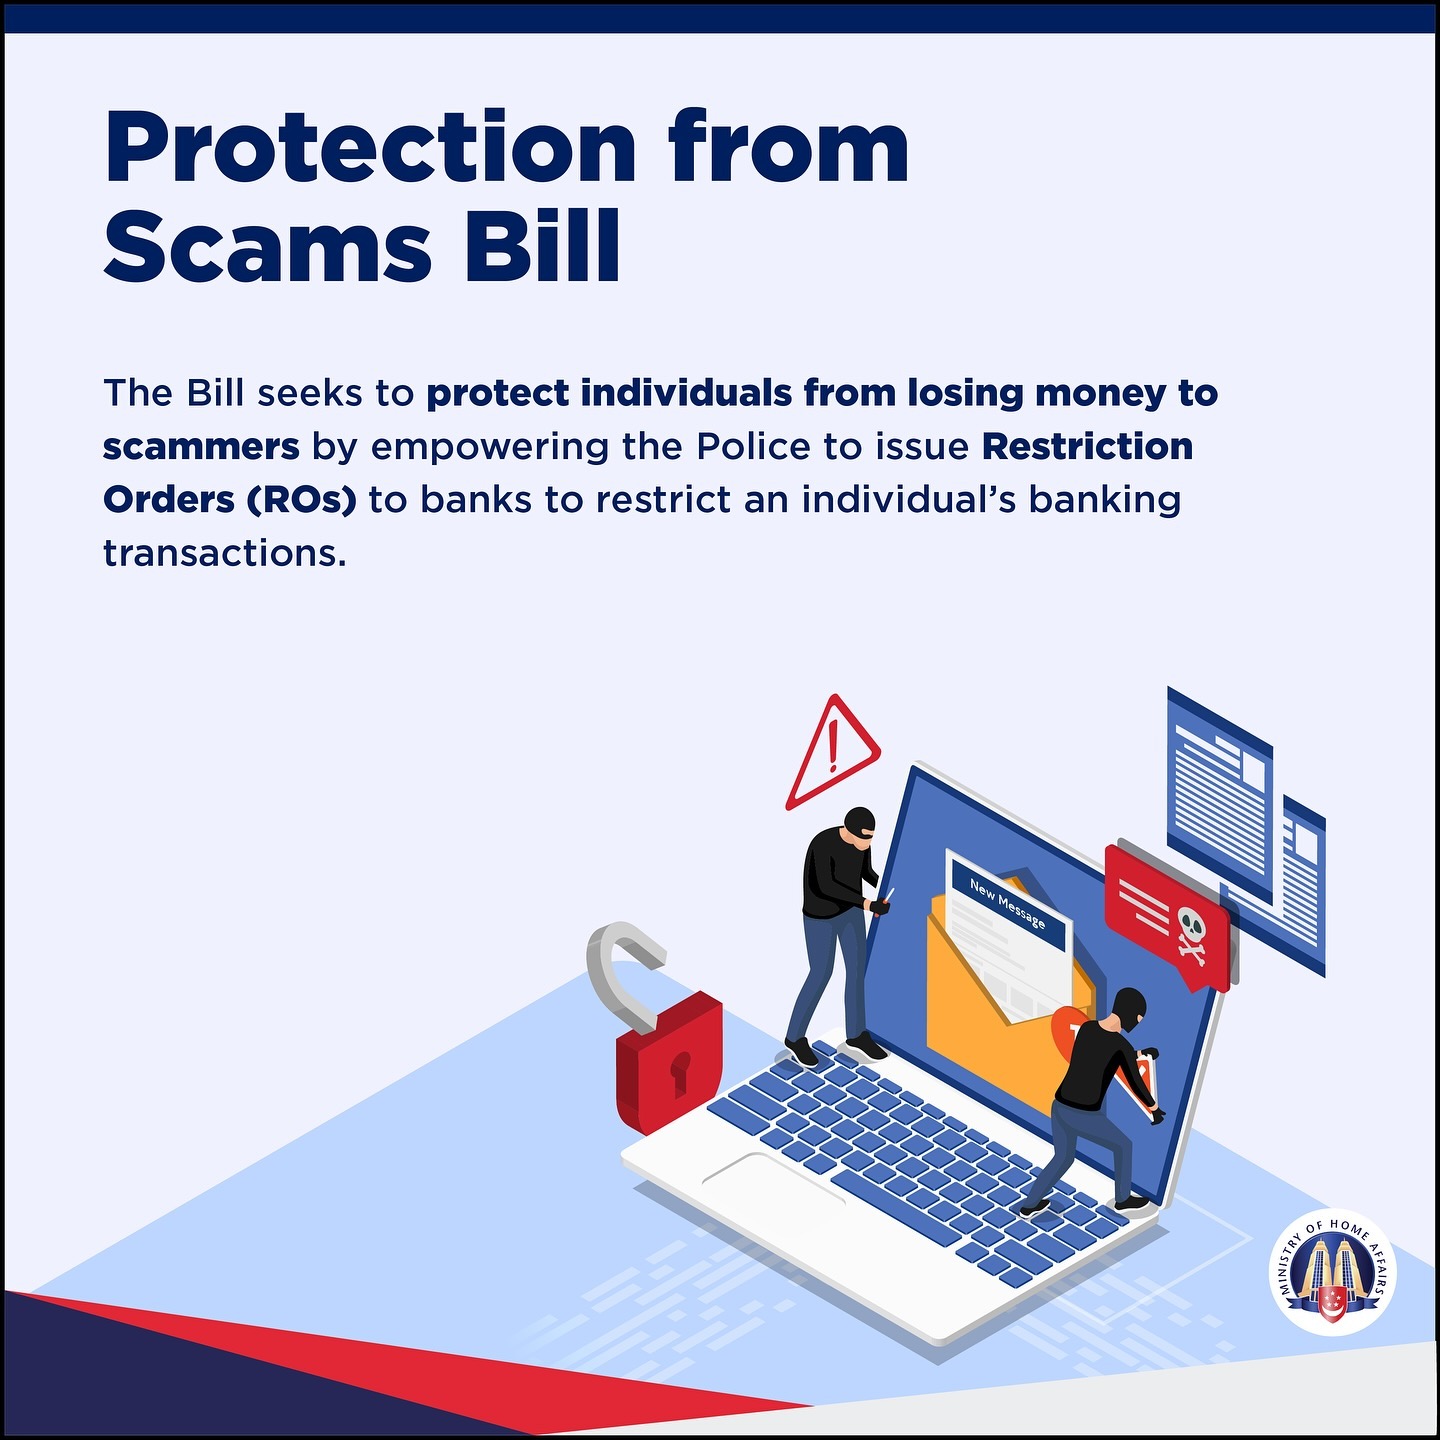 Protection from
Scams Bill
The Bill seeks to protect individuals from losing money to
scammers by empowering the Police to issue Restriction
Orders (ROs) to banks to restrict an individual’s banking
transactions.
New Message
MINISTRY OF HOME AFFAIRS